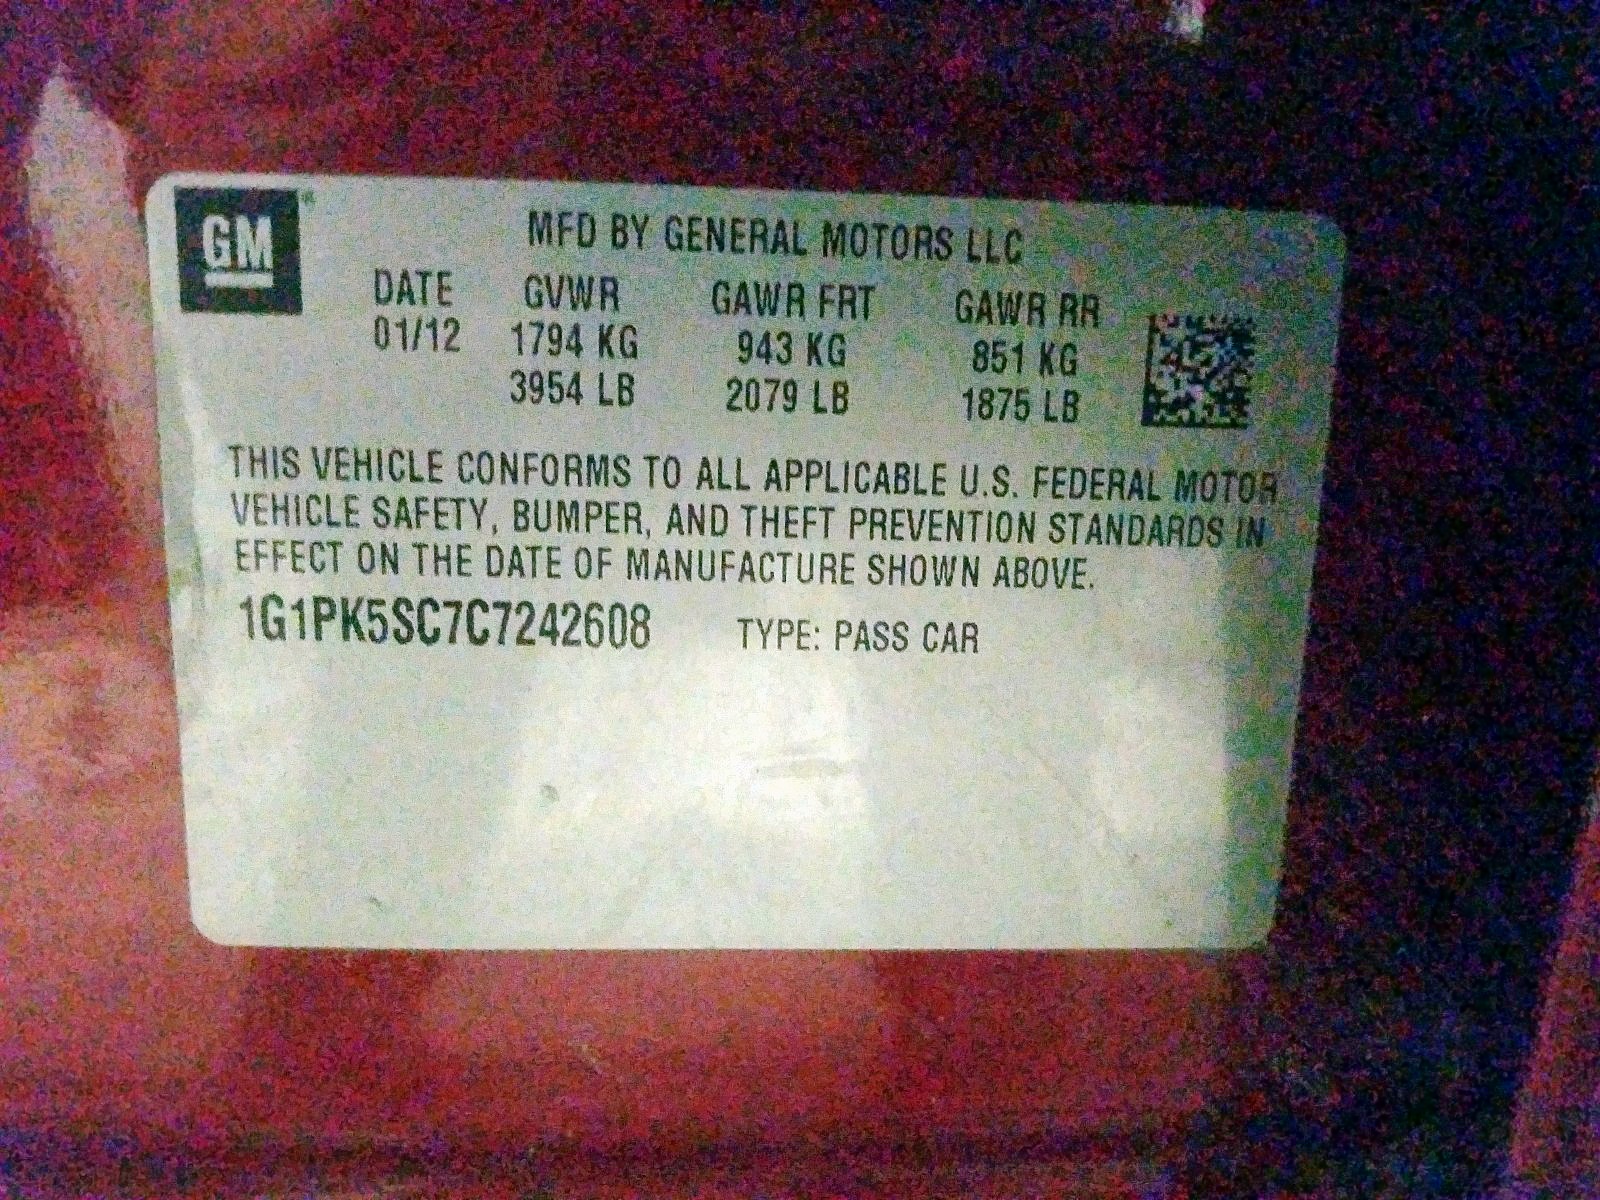 GM
MFD BY GENERAL MOTORS LLC
DATE GVWR GAWR FRT GAWR RR
01/12 1794 KG 943 KG 851 KG
3954 LB 2079 LB 1875 LB
THIS VEHICLE CONFORMS TO ALL APPLICABLE U.S. FEDERAL MOTOR
VEHICLE SAFETY, BUMPER, AND THEFT PREVENTION STANDARDS IN
EFFECT ON THE DATE OF MANUFACTURE SHOWN ABOVE.
1G1PK5SC7C7242608 TYPE: PASS CAR